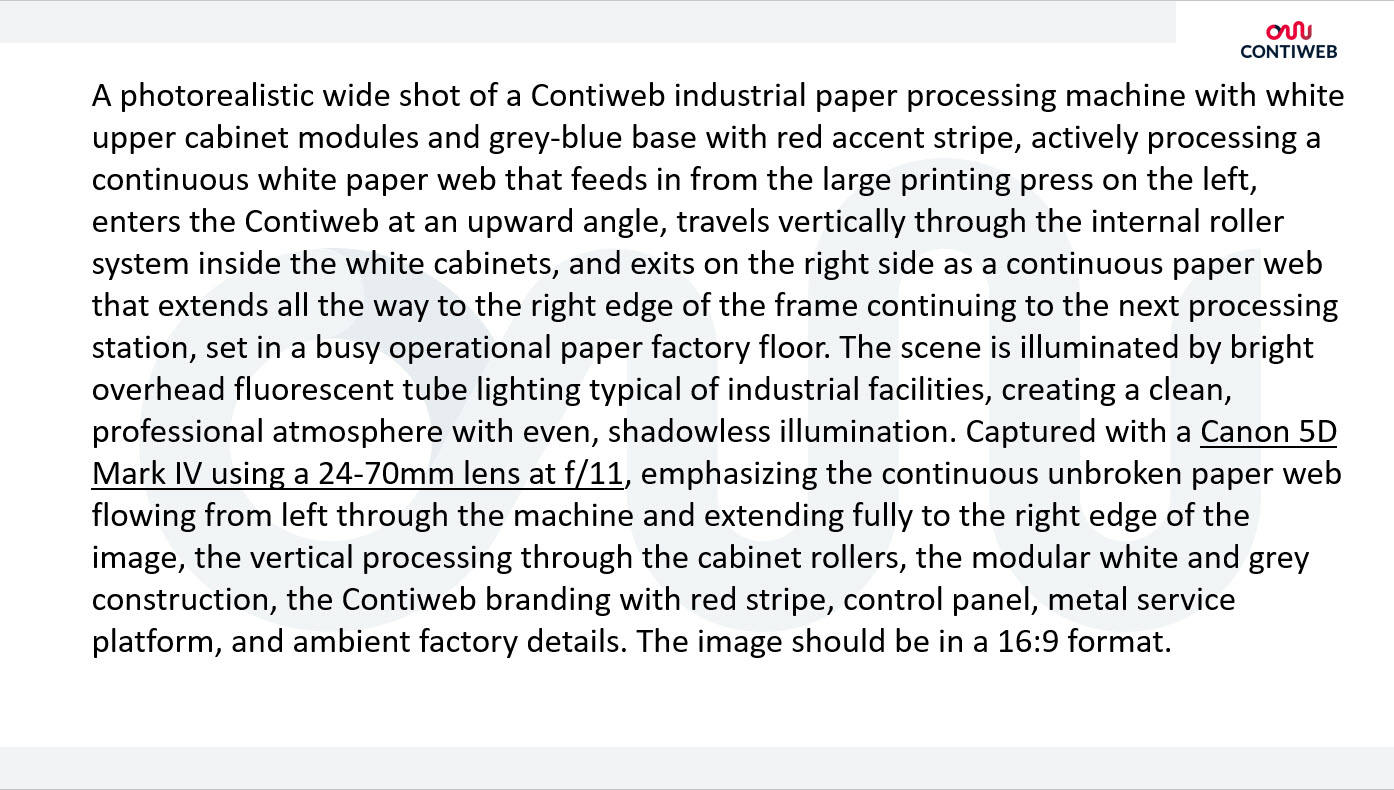 CONTIWEB
A photorealistic wide shot of a Contiweb industrial paper processing machine with white
upper cabinet modules and grey-blue base with red accent stripe, actively processing a
continuous white paper web that feeds in from the large printing press on the left,
enters the Contiweb at an upward angle, travels vertically through the internal roller
system inside the white cabinets, and exits on the right side as a continuous paper web
that extends all the way to the right edge of the frame continuing to the next processing
station, set in a busy operational paper factory floor. The scene is illuminated by bright
overhead fluorescent tube lighting typical of industrial facilities, creating a clean,
professional atmosphere with even, shadowless illumination. Captured with a Canon 5D
Mark IV using a 24-70mm lens at f/11, emphasizing the continuous unbroken paper web
flowing from left through the machine and extending fully to the right edge of the
image, the vertical processing through the cabinet rollers, the modular white and grey
construction, the Contiweb branding with red stripe, control panel, metal service
platform, and ambient factory details. The image should be in a 16:9 format.